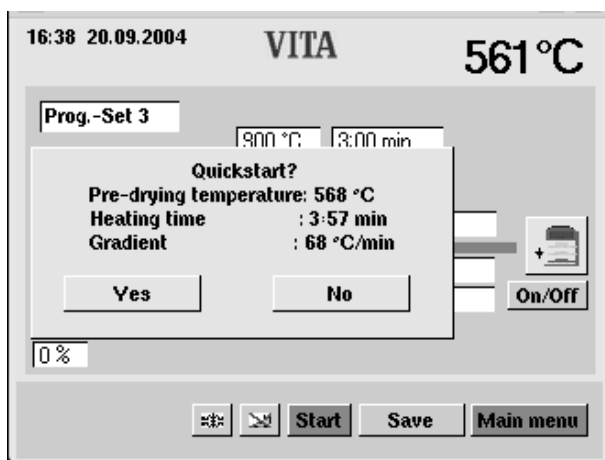 16:38 20.09.2004 VITA 561°C
Prog.-Set 3
900 °C 3:00 min
Quickstart?
Pre-drying temperature: 568 °C
Heating time : 3:57 min
Gradient : 68 °C/min
Yes No On/Off
0 %
Start Save Main menu